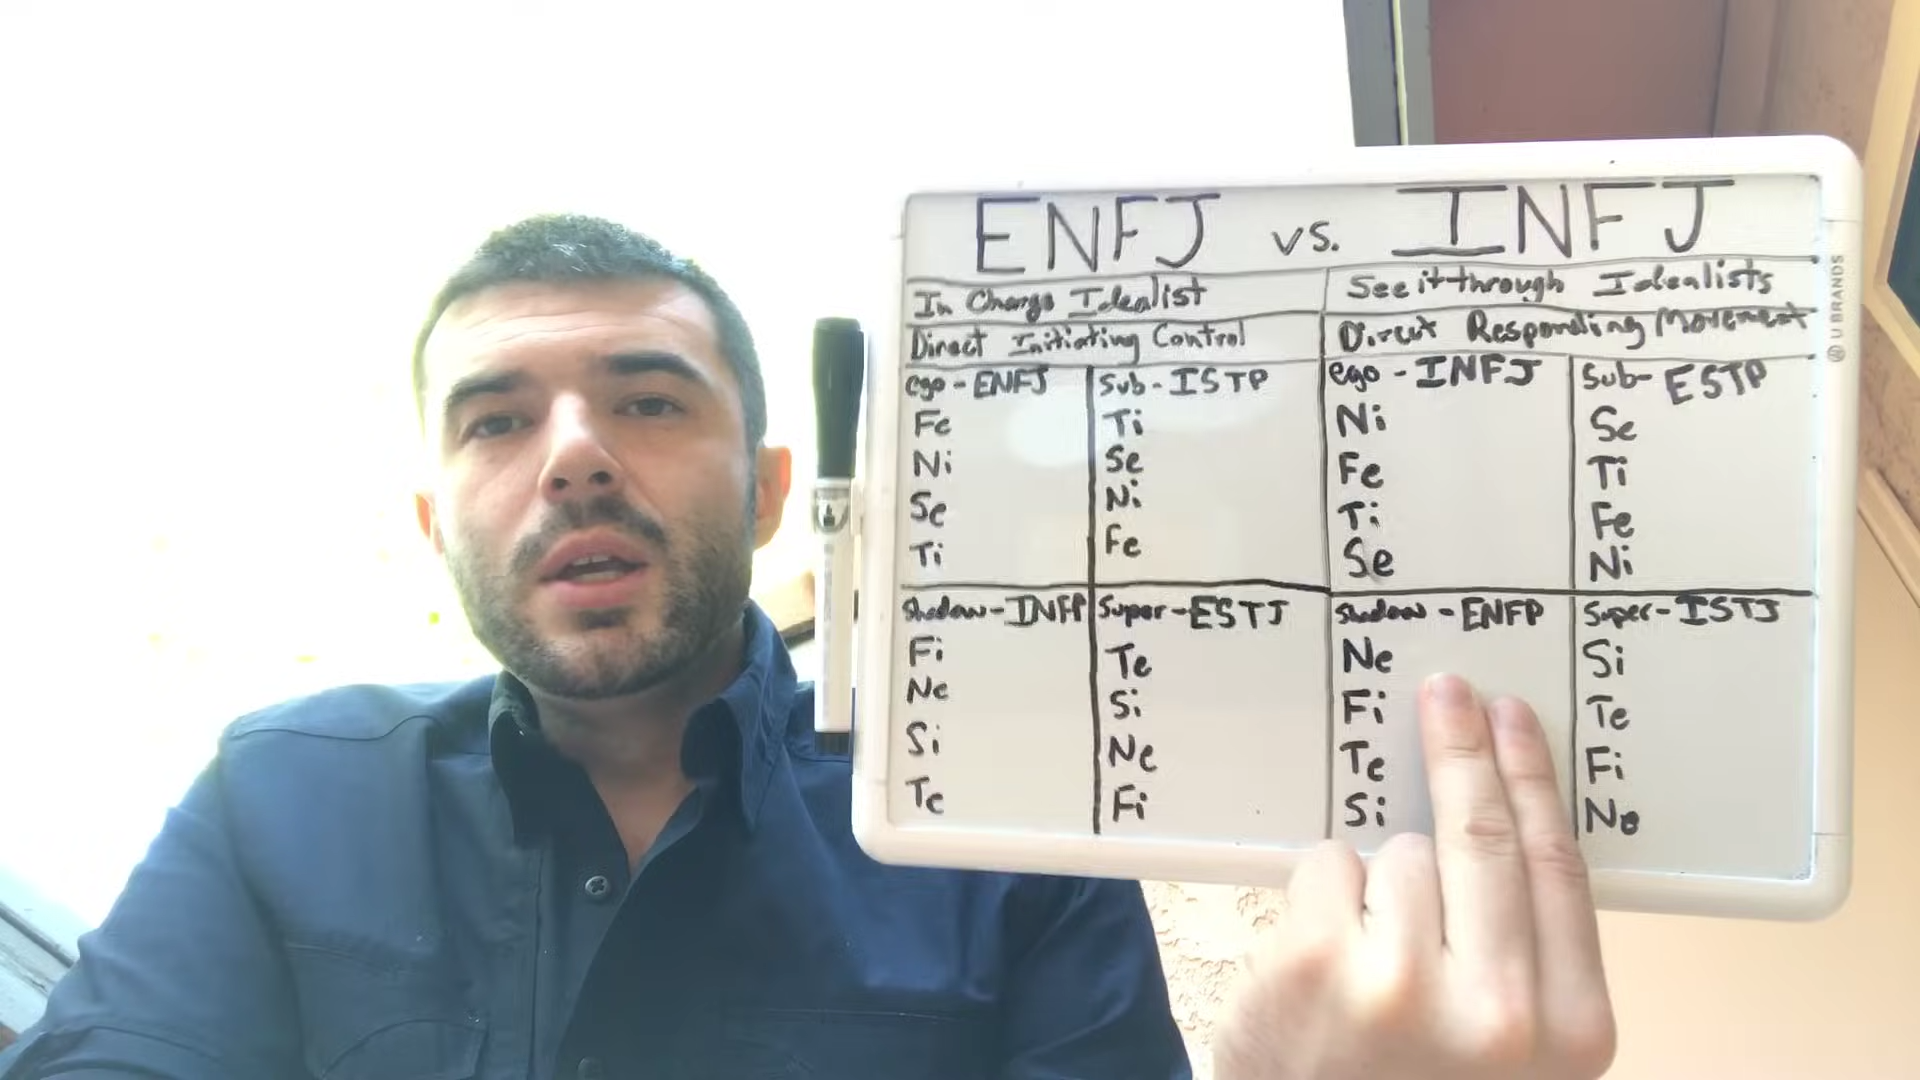 ENFJ vs. INFJ
In Charge Idealist
See it through Idealists
Direct Initiating Control
Direct Responding Movement
ego - ENFJ
Fe
Ni
Se
Ti
Sub - ISTP
Ti
Se
Ni
Fe
ego - INFJ
Ni
Fe
Ti
Se
Sub - ESTP
Se
Ti
Fe
Ni
Shadow - INFP
Fi
Ne
Si
Te
Super - ESTJ
Te
Si
Ne
Fi
Shadow - ENFP
Ne
Fi
Te
Si
Super - ISTJ
Si
Te
Fi
Ne
U BRANDS